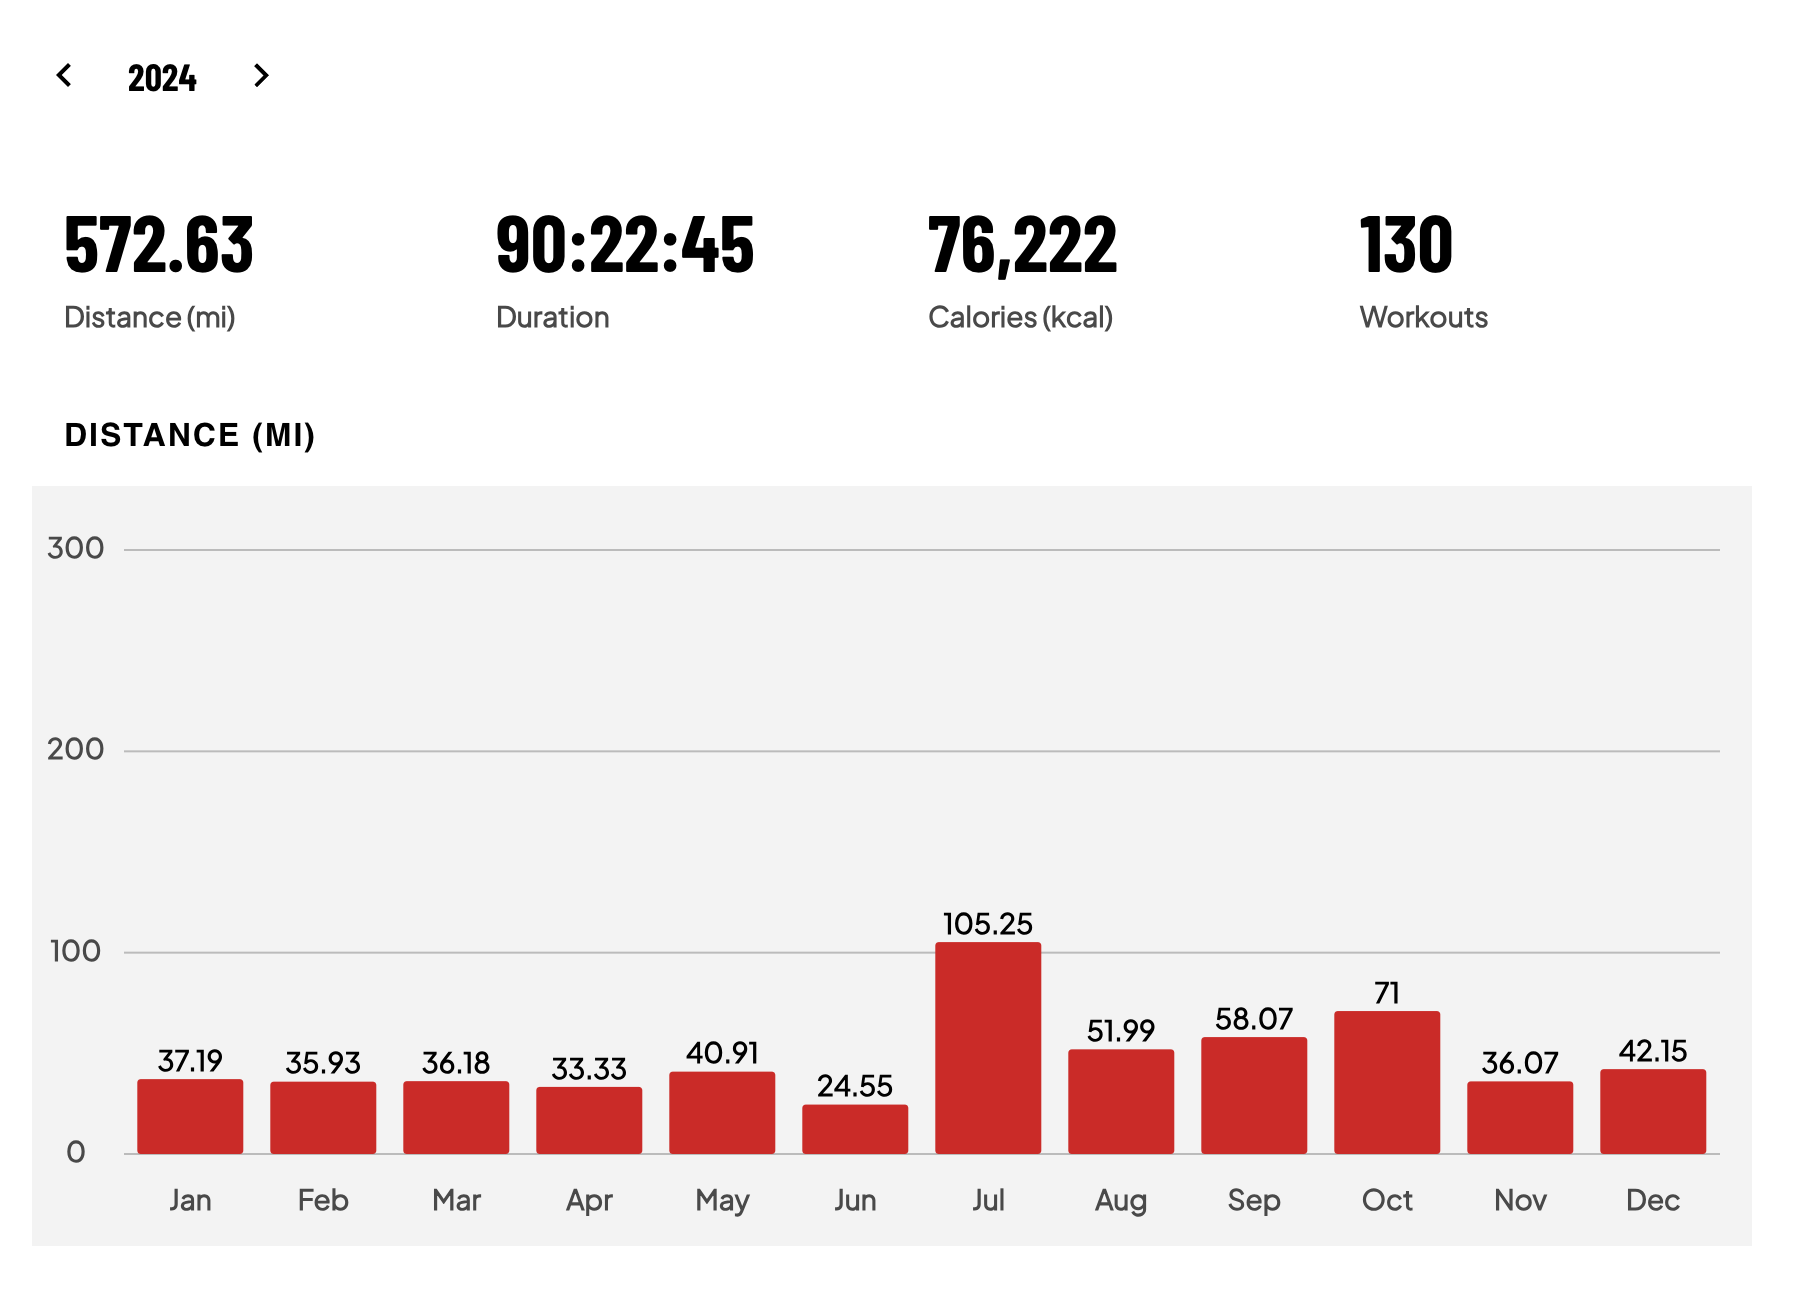 2024
572.63 90:22:45 76,222 130
Distance (mi) Duration Calories (kcal) Workouts
DISTANCE (MI)
300
200
100
0
37.19 35.93 36.18 33.33 40.91 24.55 105.25 51.99 58.07 71 36.07 42.15
Jan Feb Mar Apr May Jun Jul Aug Sep Oct Nov Dec